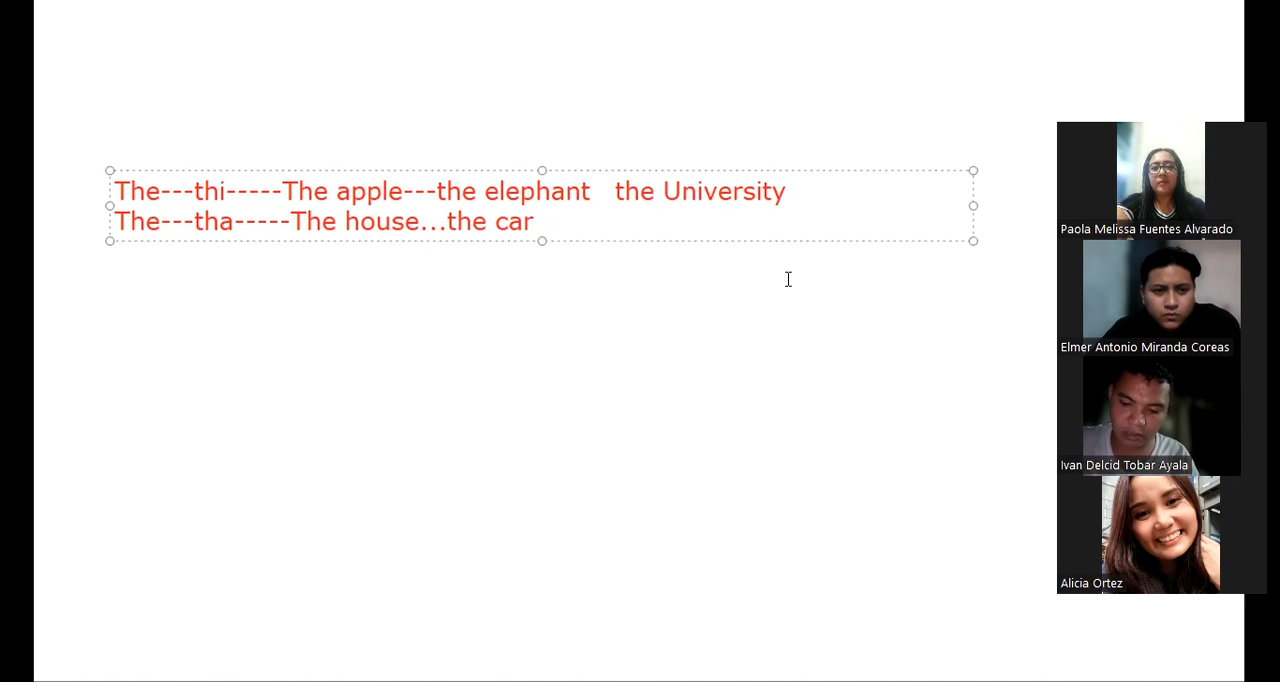 The---thi-----The apple---the elephant   the University
The---tha-----The house...the car
Paola Melissa Fuentes Alvarado
Elmer Antonio Miranda Coreas
Ivan Delcid Tobar Ayala
Alicia Ortez